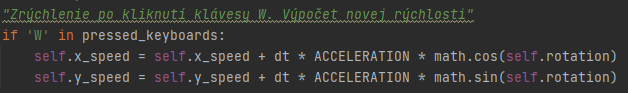 "Zrýchlenie po kliknutí klávesy W. Výpočet novej rýchlosti"
if 'W' in pressed_keyboards:
    self.x_speed = self.x_speed + dt * ACCELERATION * math.cos(self.rotation)
    self.y_speed = self.y_speed + dt * ACCELERATION * math.sin(self.rotation)